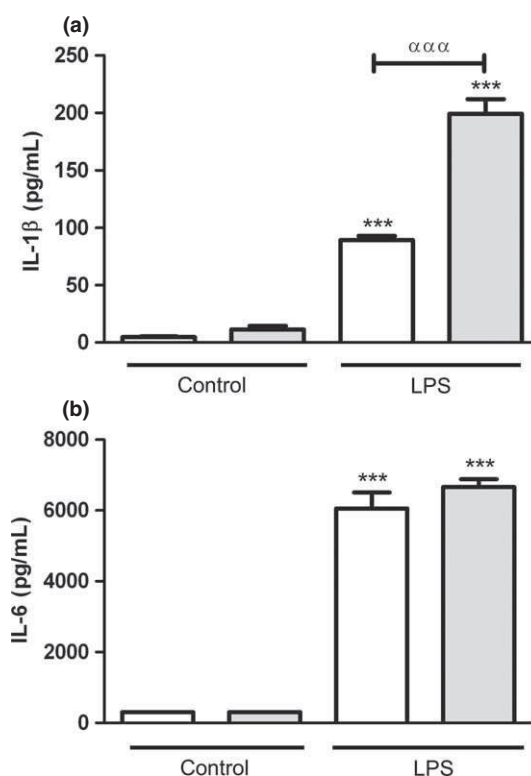 (a)
ααα
250
***
200
150
IL-1β (pg/mL)
***
100
50
0
Control
LPS
(b)
8000
***
***
6000
IL-6 (pg/mL)
4000
2000
0
Control
LPS